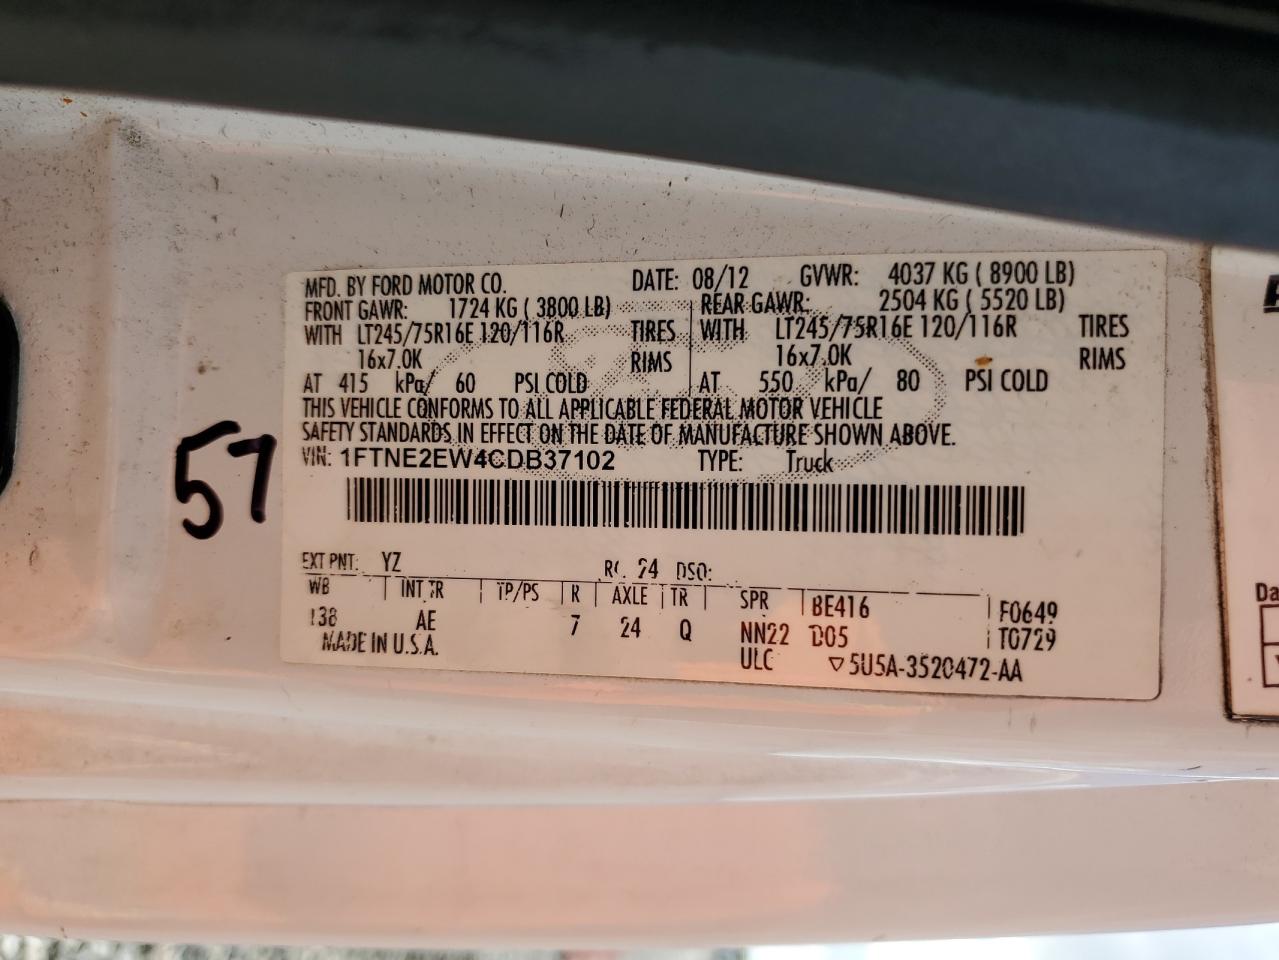 MFD. BY FORD MOTOR CO. DATE: 08/12 GVWR: 4037 KG ( 8900 LB)
FRONT GAWR: 1724 KG ( 3800 LB) REAR GAWR: 2504 KG ( 5520 LB)
WITH LT245/75R16E 120/116R TIRES WITH LT245/75R16E 120/116R TIRES
16x7.0K RIMS 16x7.0K RIMS
AT 415 kPa/ 60 PSI COLD AT 550 kPa/ 80 PSI COLD
THIS VEHICLE CONFORMS TO ALL APPLICABLE FEDERAL MOTOR VEHICLE
SAFETY STANDARDS IN EFFECT ON THE DATE OF MANUFACTURE SHOWN ABOVE.
VIN: 1FTNE2EW4CDB37102 TYPE: Truck
57
EXT PNT: YZ 24 DSO:
WB INT TR TP/PS R AXLE TR SPR BE416 F0649
138 AE 7 24 Q NN22 D05 T0729
MADE IN U.S.A. ULC ▽5U5A-3520472-AA